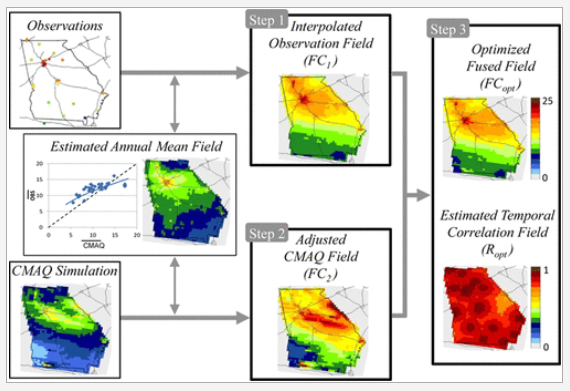 Observations
Step 1
Interpolated
Observation Field
(FC1)
Step 3
Optimized
Fused Field
(FCopt)
25
0
Estimated Annual Mean Field
20
15
10
5
0
OBS
0 5 10 15 20
CMAQ
Step 2
Adjusted
CMAQ Field
(FC2)
CMAQ Simulation
Estimated Temporal
Correlation Field
(Ropt)
1
0